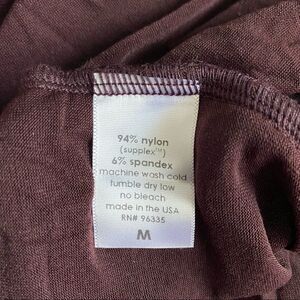 94% nylon
(supplex™)
6% spandex
machine wash cold
tumble dry low
no bleach
made in the USA
RN# 96335
M